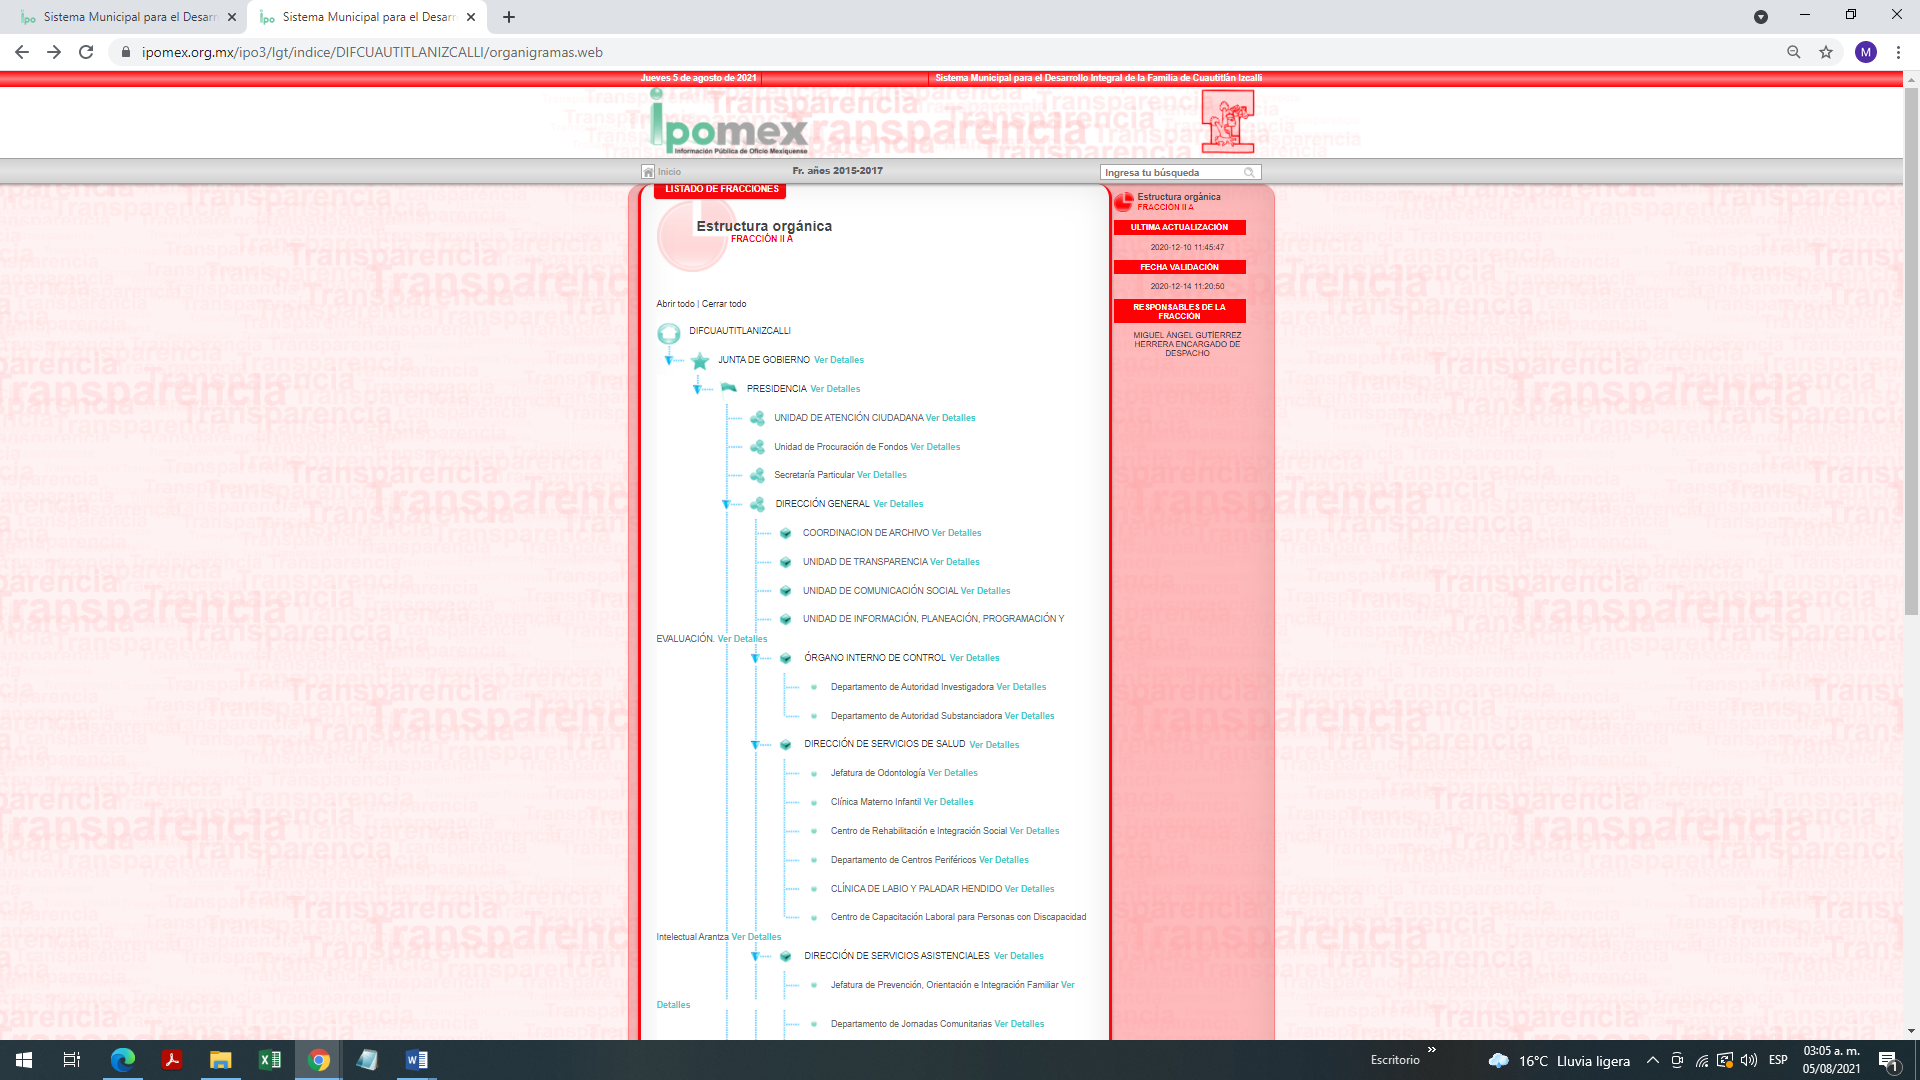 Sistema Municipal para el Desarr
Sistema Municipal para el Desarr
ipomex.org.mx/ipo3/lgt/indice/DIFCUAUTITLANIZCALLI/organigramas.web
M
Jueves 5 de agosto de 2021
Sistema Municipal para el Desarrollo Integral de la Familia de Cuautitlán Izcalli
Transparencia
ipomex
Información Pública de Oficio Mexiquense
Inicio
Fr. años 2015-2017
Ingresa tu búsqueda
LISTADO DE FRACCIONES
Estructura orgánica
FRACCIÓN II A
Abrir todo | Cerrar todo
DIFCUAUTITLANIZCALLI
JUNTA DE GOBIERNO Ver Detalles
PRESIDENCIA Ver Detalles
UNIDAD DE ATENCIÓN CIUDADANA Ver Detalles
Unidad de Procuración de Fondos Ver Detalles
Secretaría Particular Ver Detalles
DIRECCIÓN GENERAL Ver Detalles
COORDINACION DE ARCHIVO Ver Detalles
UNIDAD DE TRANSPARENCIA Ver Detalles
UNIDAD DE COMUNICACIÓN SOCIAL Ver Detalles
UNIDAD DE INFORMACIÓN, PLANEACIÓN, PROGRAMACIÓN Y
EVALUACIÓN. Ver Detalles
ÓRGANO INTERNO DE CONTROL Ver Detalles
Departamento de Autoridad Investigadora Ver Detalles
Departamento de Autoridad Substanciadora Ver Detalles
DIRECCIÓN DE SERVICIOS DE SALUD Ver Detalles
Jefatura de Odontología Ver Detalles
Clínica Materno Infantil Ver Detalles
Centro de Rehabilitación e Integración Social Ver Detalles
Departamento de Centros Periféricos Ver Detalles
CLÍNICA DE LABIO Y PALADAR HENDIDO Ver Detalles
Centro de Capacitación Laboral para Personas con Discapacidad
Intelectual Arantza Ver Detalles
DIRECCIÓN DE SERVICIOS ASISTENCIALES Ver Detalles
Jefatura de Prevención, Orientación e Integración Familiar Ver
Detalles
Departamento de Jornadas Comunitarias Ver Detalles
Estructura orgánica
FRACCIÓN II A
ULTIMA ACTUALIZACIÓN
2020-12-10 11:45:47
FECHA VALIDACIÓN
2020-12-14 11:20:50
RESPONSABLES DE LA
FRACCIÓN
MIGUEL ÁNGEL GUTÍERREZ
HERRERA ENCARGADO DE
DESPACHO
Escritorio
16°C Lluvia ligera
ESP
03:05 a. m.
05/08/2021
1